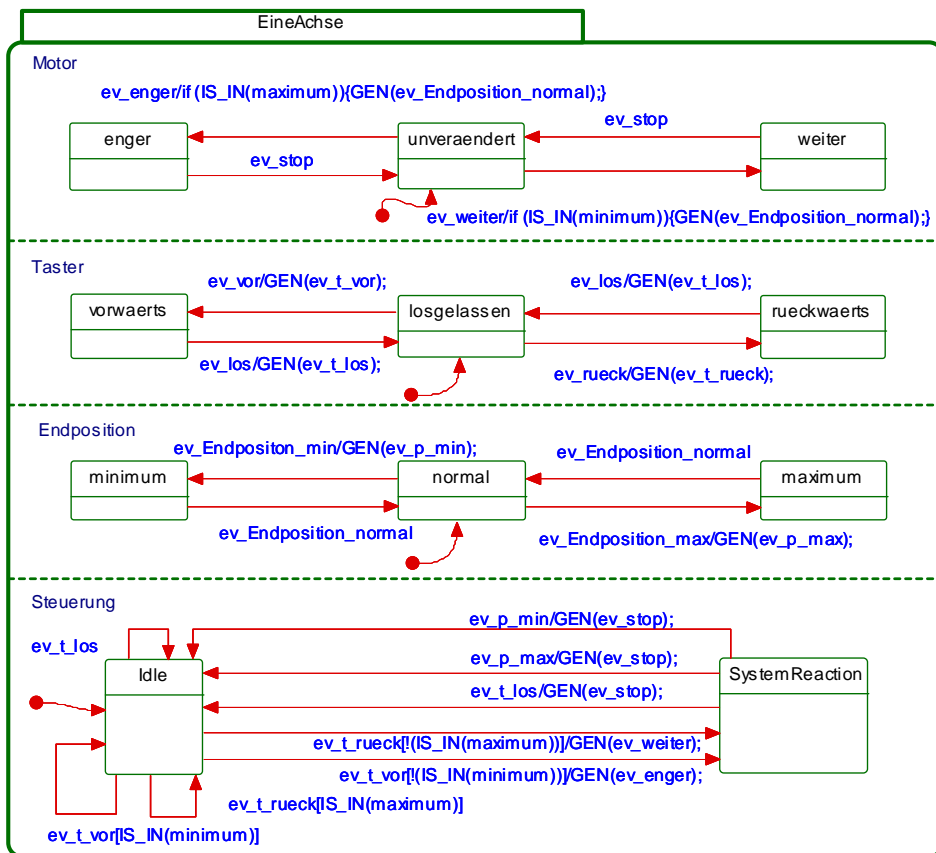 EineAchse
Motor
ev_enger/if (IS_IN(maximum)){GEN(ev_Endposition_normal);}
enger
unveraendert
weiter
ev_stop
ev_stop
ev_weiter/if (IS_IN(minimum)){GEN(ev_Endposition_normal);}
Taster
ev_vor/GEN(ev_t_vor);
ev_los/GEN(ev_t_los);
vorwaerts
losgelassen
rueckwaerts
ev_los/GEN(ev_t_los);
ev_rueck/GEN(ev_t_rueck);
Endposition
ev_Endpositon_min/GEN(ev_p_min);
ev_Endposition_normal
minimum
normal
maximum
ev_Endposition_normal
ev_Endposition_max/GEN(ev_p_max);
Steuerung
ev_p_min/GEN(ev_stop);
ev_t_los
ev_p_max/GEN(ev_stop);
Idle
SystemReaction
ev_t_los/GEN(ev_stop);
ev_t_rueck[!(IS_IN(maximum))]/GEN(ev_weiter);
ev_t_vor[!(IS_IN(minimum))]/GEN(ev_enger);
ev_t_rueck[IS_IN(maximum)]
ev_t_vor[IS_IN(minimum)]